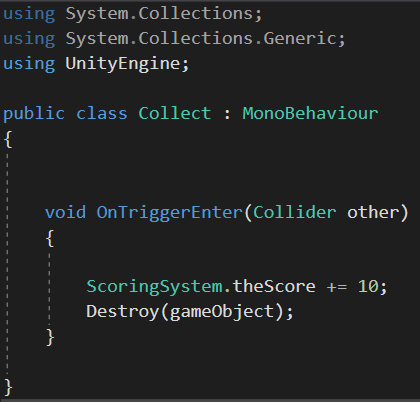 using System.Collections;
using System.Collections.Generic;
using UnityEngine;
public class Collect : MonoBehaviour
{
void OnTriggerEnter(Collider other)
{
ScoringSystem.theScore += 10;
Destroy(gameObject);
}
}